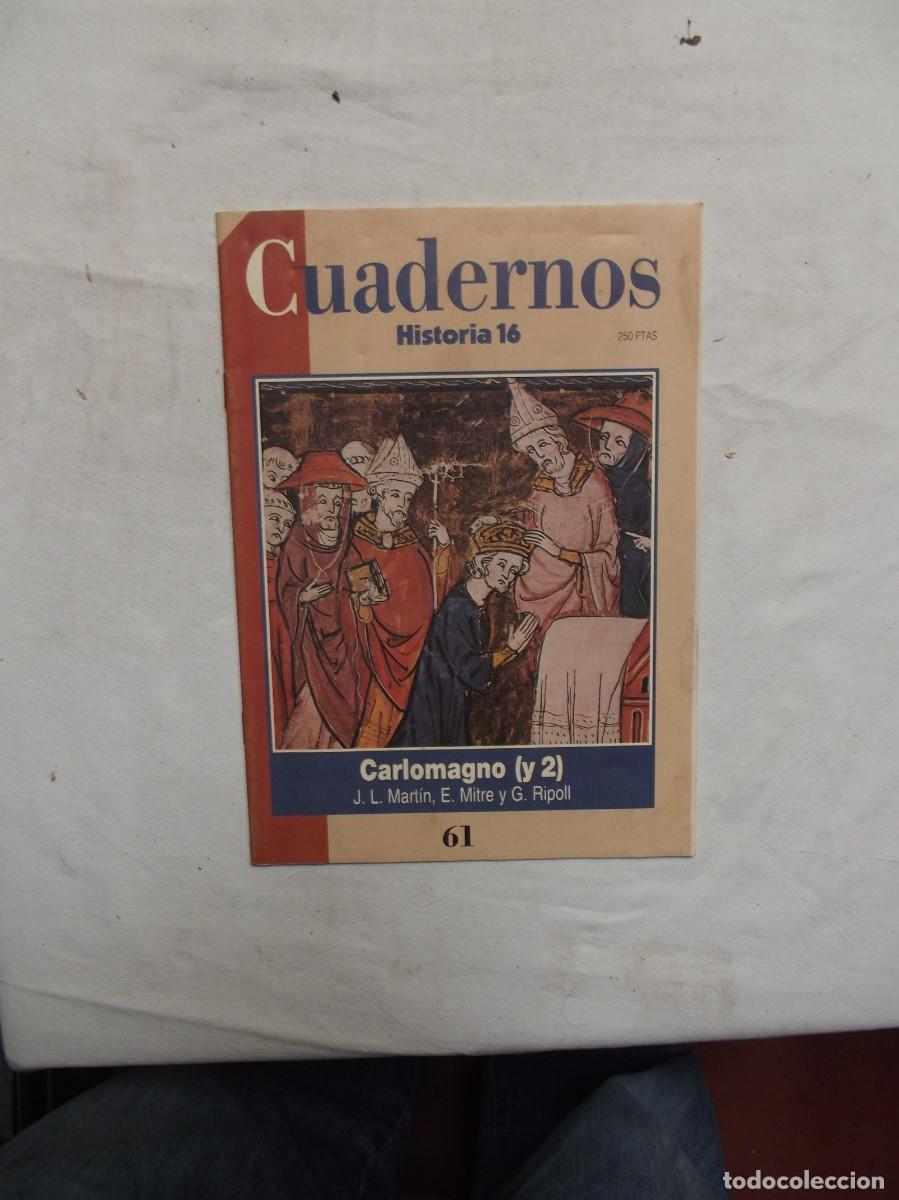 Cuadernos
Historia 16
250 PTAS
Carlomagno (y 2)
J. L. Martín, E. Mitre y G. Ripoll
61
todocoleccion